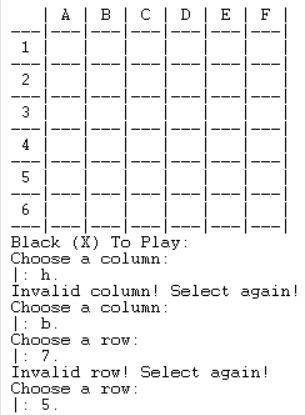 | A | B | C | D | E | F |
---|---|---|---|---|---|---|
1 | | | | | | |
---|---|---|---|---|---|---|
2 | | | | | | |
---|---|---|---|---|---|---|
3 | | | | | | |
---|---|---|---|---|---|---|
4 | | | | | | |
---|---|---|---|---|---|---|
5 | | | | | | |
---|---|---|---|---|---|---|
6 | | | | | | |
---|---|---|---|---|---|---|
Black (X) To Play:
Choose a column:
|: h.
Invalid column! Select again!
Choose a column:
|: b.
Choose a row:
|: 7.
Invalid row! Select again!
Choose a row:
|: 5.